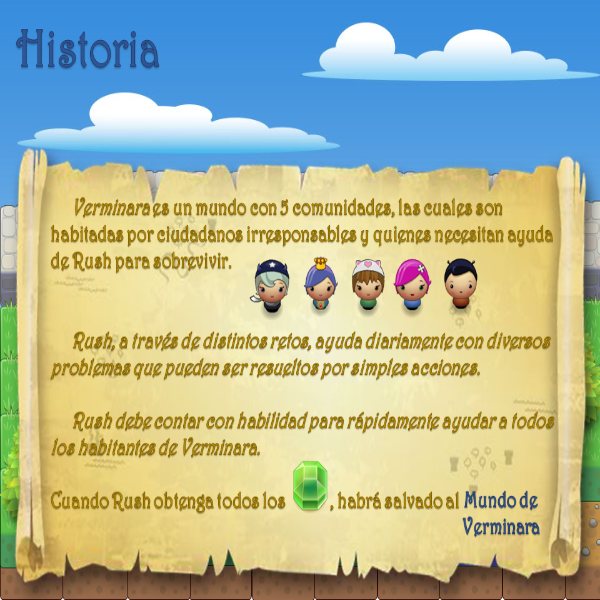 Historia
Verminara es un mundo con 5 comunidades, las cuales son
habitadas por ciudadanos irresponsables y quienes necesitan ayuda
de Rush para sobrevivir.
Rush, a través de distintos retos, ayuda diariamente con diversos
problemas que pueden ser resueltos por simples acciones.
Rush debe contar con habilidad para rápidamente ayudar a todos
los habitantes de Verminara.
Cuando Rush obtenga todos los , habrá salvado al Mundo de
Verminara